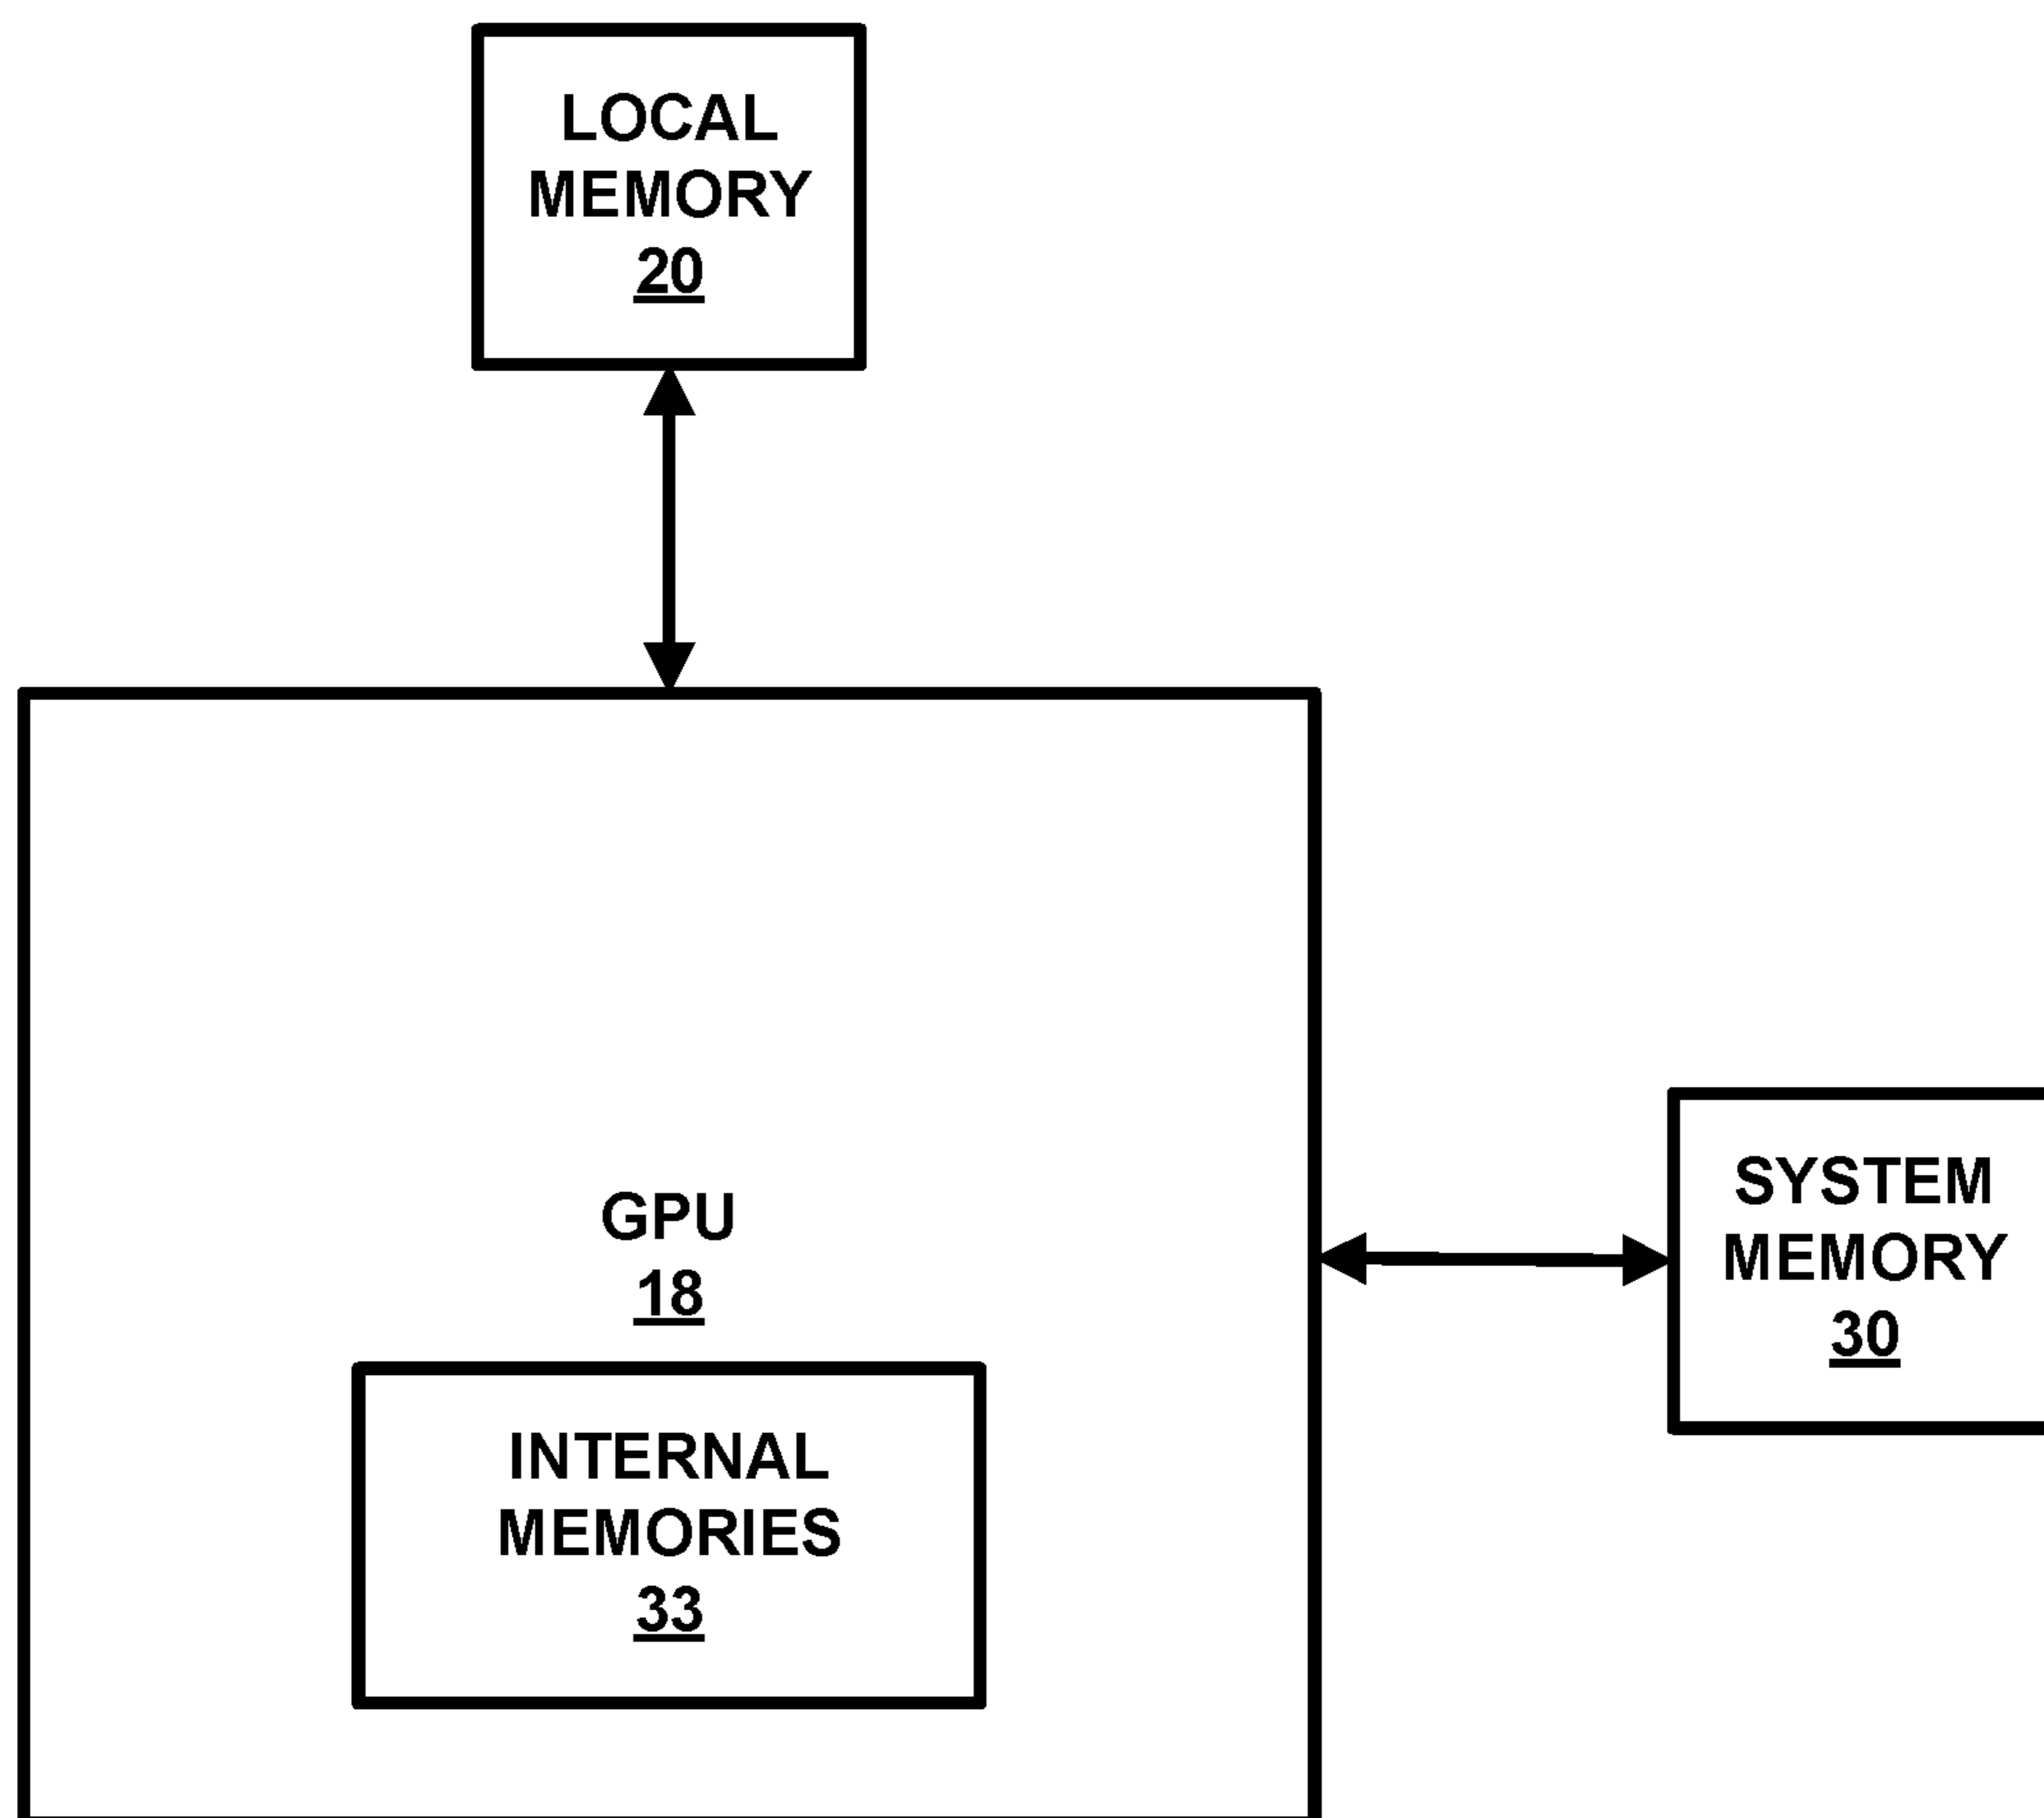 LOCAL
MEMORY
20
GPU
18
SYSTEM
MEMORY
30
INTERNAL
MEMORIES
33